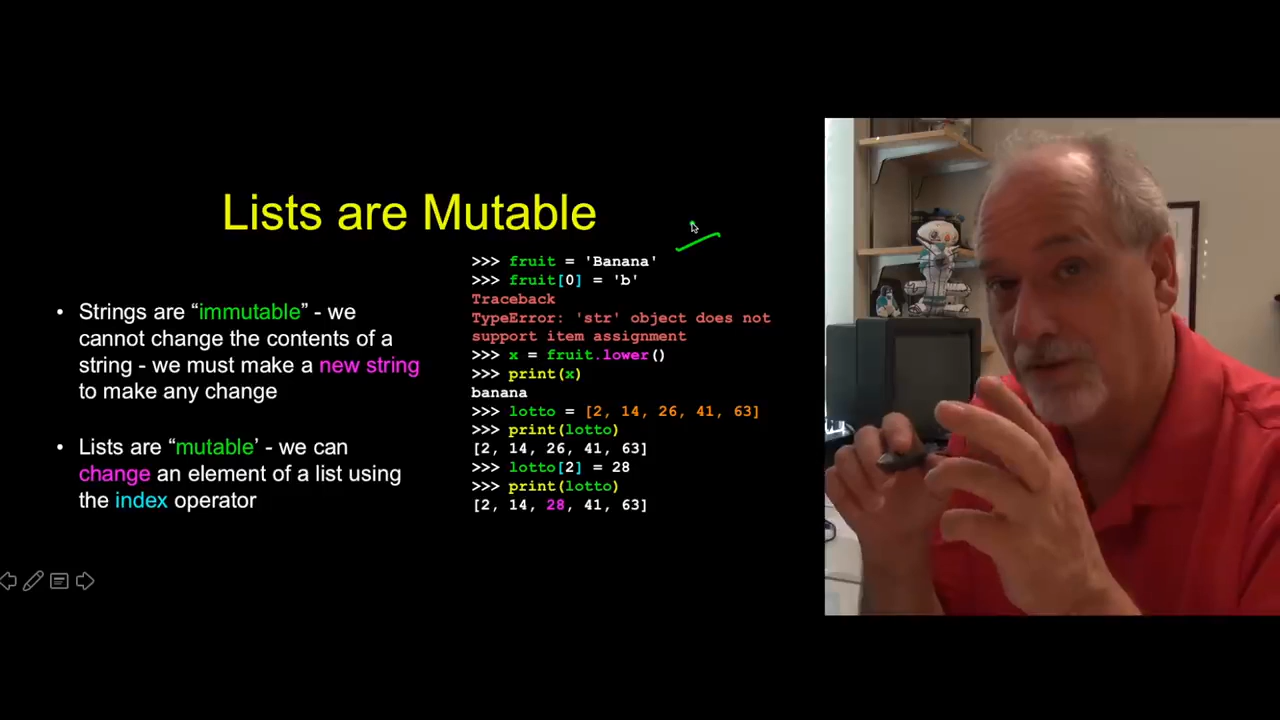 Lists are Mutable
• Strings are “immutable” - we
cannot change the contents of a
string - we must make a new string
to make any change
• Lists are “mutable’ - we can
change an element of a list using
the index operator
>>> fruit = 'Banana'
>>> fruit[0] = 'b'
Traceback
TypeError: 'str' object does not
support item assignment
>>> x = fruit.lower()
>>> print(x)
banana
>>> lotto = [2, 14, 26, 41, 63]
>>> print(lotto)
[2, 14, 26, 41, 63]
>>> lotto[2] = 28
>>> print(lotto)
[2, 14, 28, 41, 63]